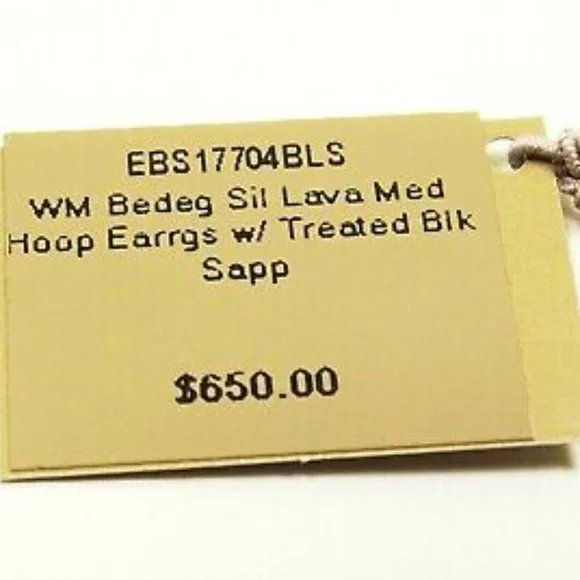 EBS17704BLS
WM Bedeg Sil Lava Med
Hoop Earrgs w/ Treated Blk
Sapp
$650.00